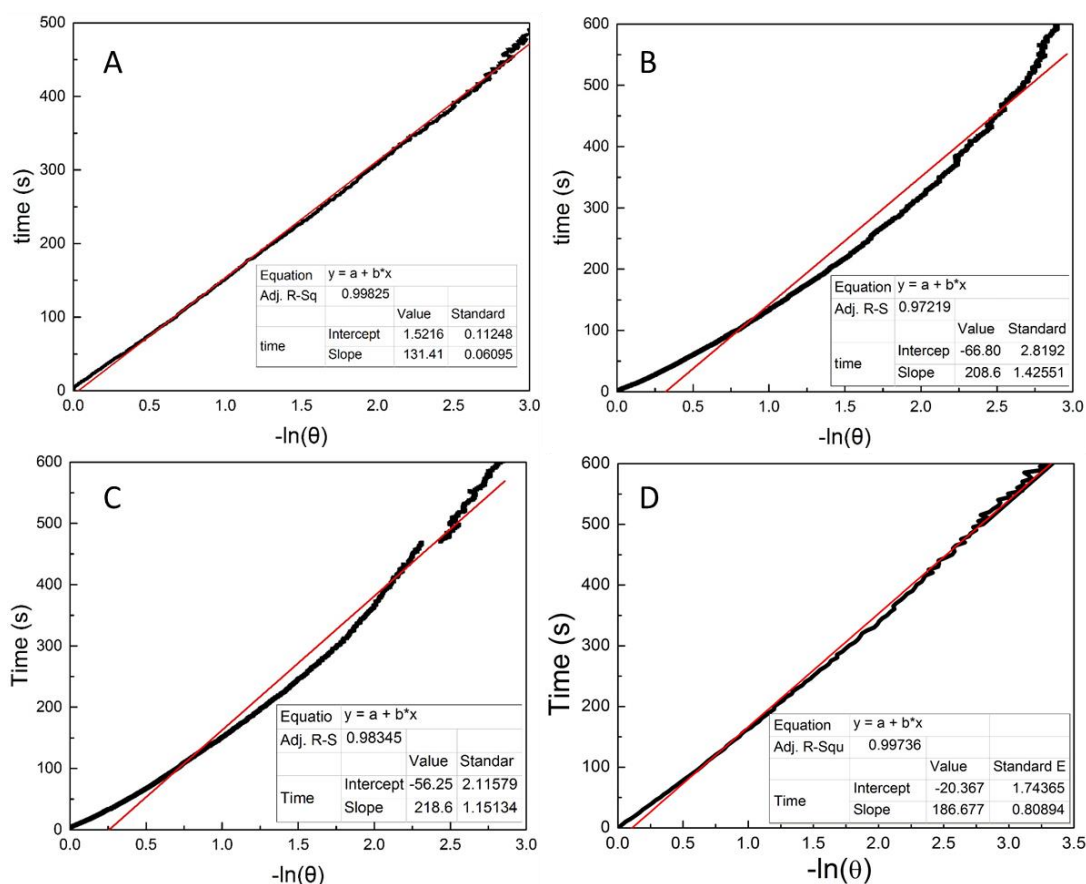 A
time (s)
500
400
300
200
100
0
0.0 0.5 1.0 1.5 2.0 2.5 3.0
-ln(θ)
Equation y = a + b*x
Adj. R-Sq 0.99825
Value Standard
time
Intercept 1.5216 0.11248
Slope 131.41 0.06095
B
time (s)
600
500
400
300
200
100
0
0.0 0.5 1.0 1.5 2.0 2.5 3.0
-ln(θ)
Equation y = a + b*x
Adj. R-S 0.97219
Value Standard
time
Intercep -66.80 2.8192
Slope 208.6 1.42551
C
Time (s)
600
500
400
300
200
100
0
0.0 0.5 1.0 1.5 2.0 2.5 3.0
-ln(θ)
Equatio y = a + b*x
Adj. R-S 0.98345
Value Standar
Time
Intercept -56.25 2.11579
Slope 218.6 1.15134
D
Time (s)
600
500
400
300
200
100
0
0.0 0.5 1.0 1.5 2.0 2.5 3.0 3.5
-ln(θ)
Equation y = a + b*x
Adj. R-Squ 0.99736
Value Standard E
Time
Intercept -20.367 1.74365
Slope 186.677 0.80894